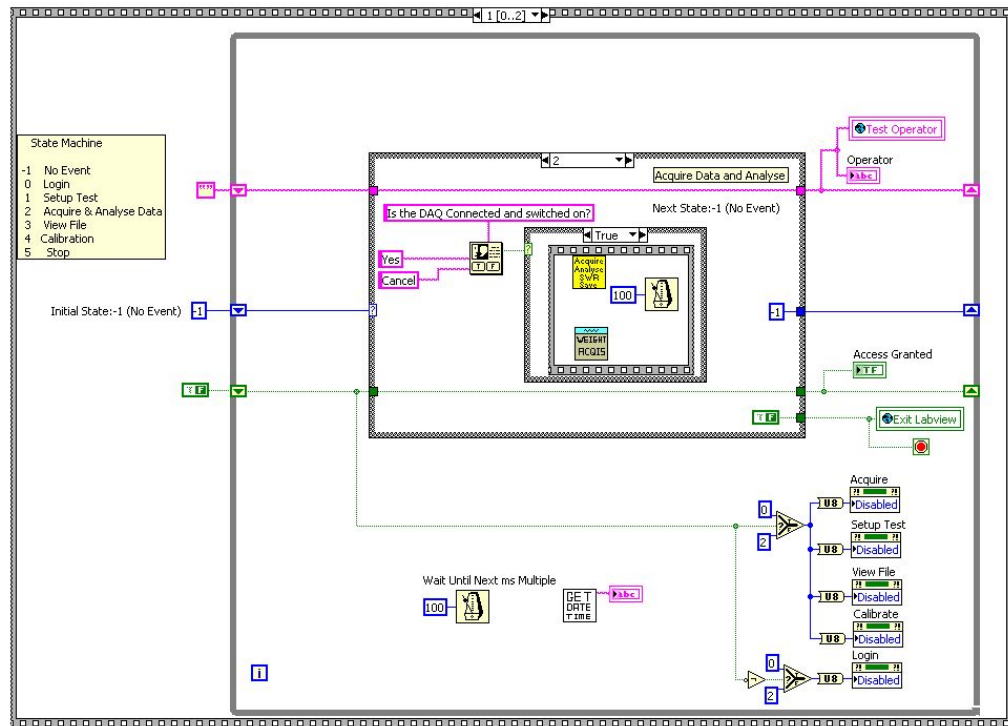 1 [0..2]
State Machine
-1 No Event
0 Login
1 Setup Test
2 Acquire & Analyse Data
3 View File
4 Calibration
5 Stop
""
Initial State:-1 (No Event)
-1
T F
2
Acquire Data and Analyse
Next State:-1 (No Event)
Is the DAQ Connected and switched on?
Yes
Cancel
T F
?
True
Acquire
Analyse
SWR
Save
100
WEIGHT
ACQIS
?
-1
T F
Test Operator
Operator
abc
Access Granted
TF
Exit Labview
Wait Until Next ms Multiple
100
GET
DATE
TIME
abc
0
?
T
F
2
U8
Acquire
?! ?!
Disabled
U8
Setup Test
?! ?!
Disabled
U8
View File
?! ?!
Disabled
U8
Calibrate
?! ?!
Disabled
0
?
T
F
2
U8
Login
?! ?!
Disabled
i